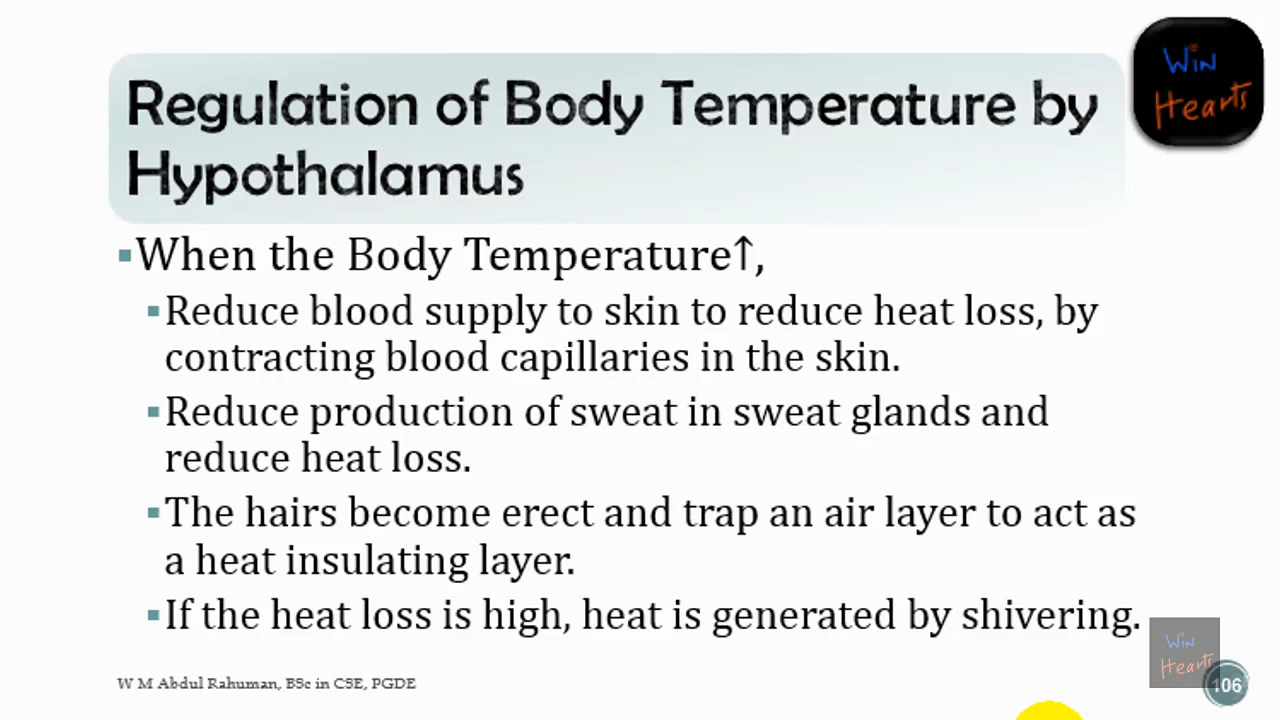 Win
Hearts
Regulation of Body Temperature by
Hypothalamus
▪When the Body Temperature↑,
▪Reduce blood supply to skin to reduce heat loss, by
contracting blood capillaries in the skin.
▪Reduce production of sweat in sweat glands and
reduce heat loss.
▪The hairs become erect and trap an air layer to act as
a heat insulating layer.
▪If the heat loss is high, heat is generated by shivering.
Win
Hearts
W M Abdul Rahuman, BSc in CSE, PGDE
106